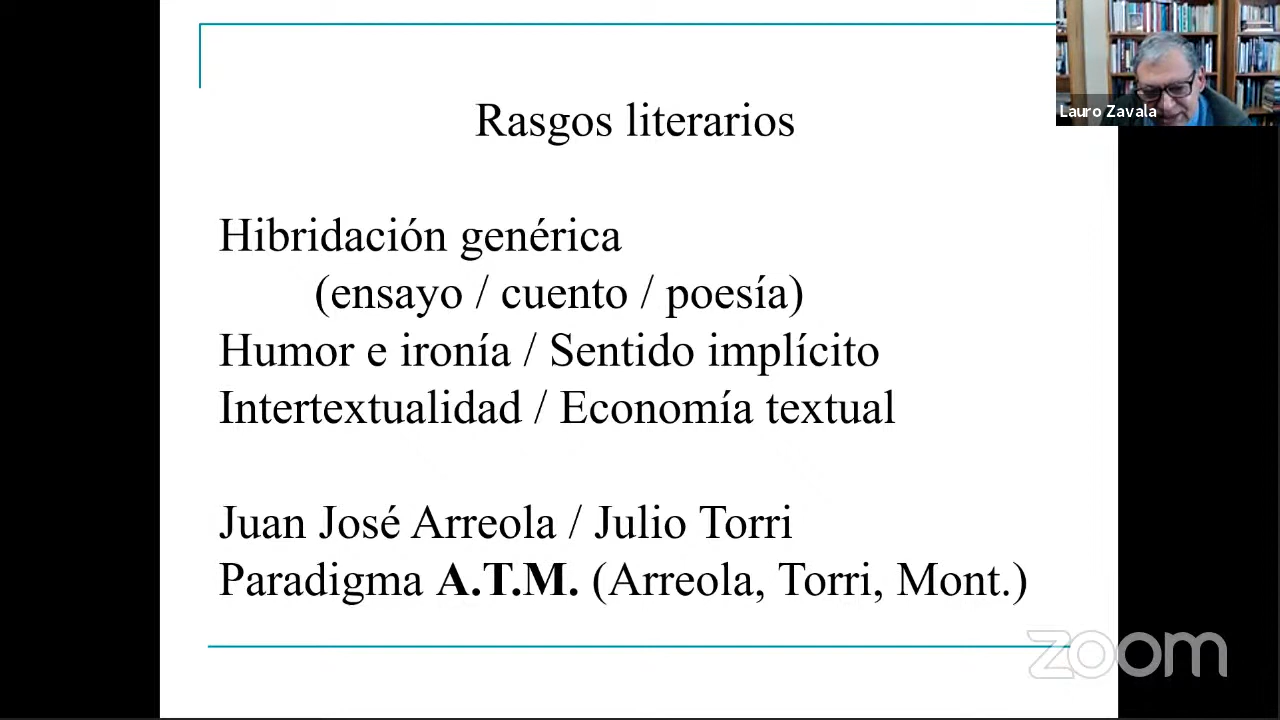 Lauro Zavala
Rasgos literarios
Hibridación genérica
(ensayo / cuento / poesía)
Humor e ironía / Sentido implícito
Intertextualidad / Economía textual
Juan José Arreola / Julio Torri
Paradigma A.T.M. (Arreola, Torri, Mont.)
zoom